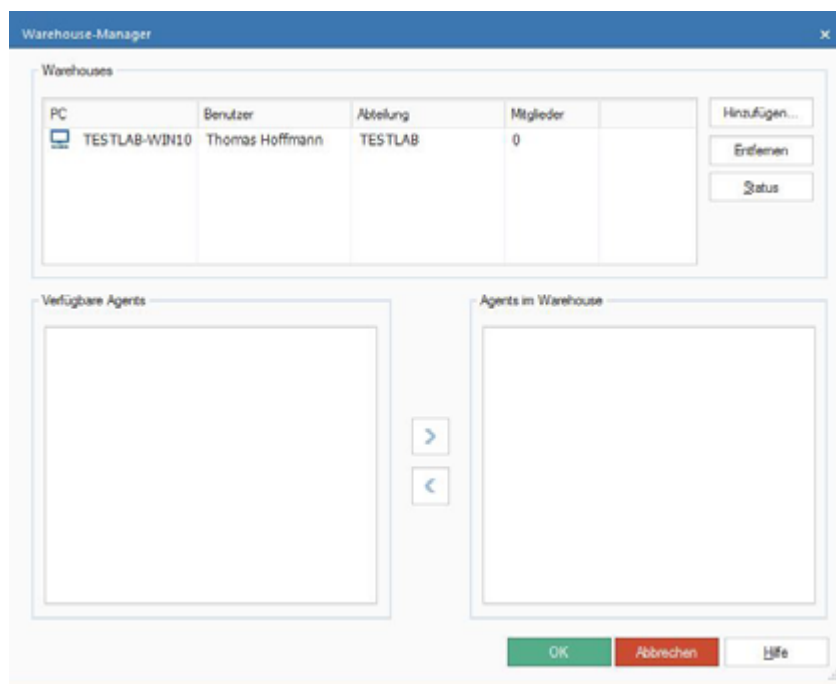 Warehouse-Manager
Warehouses
PC Benutzer Abteilung Mitglieder
TESTLAB-WIN10 Thomas Hoffmann TESTLAB 0
Hinzufügen...
Entfernen
Status
Verfügbare Agents
Agents im Warehouse
OK Abbrechen Hilfe